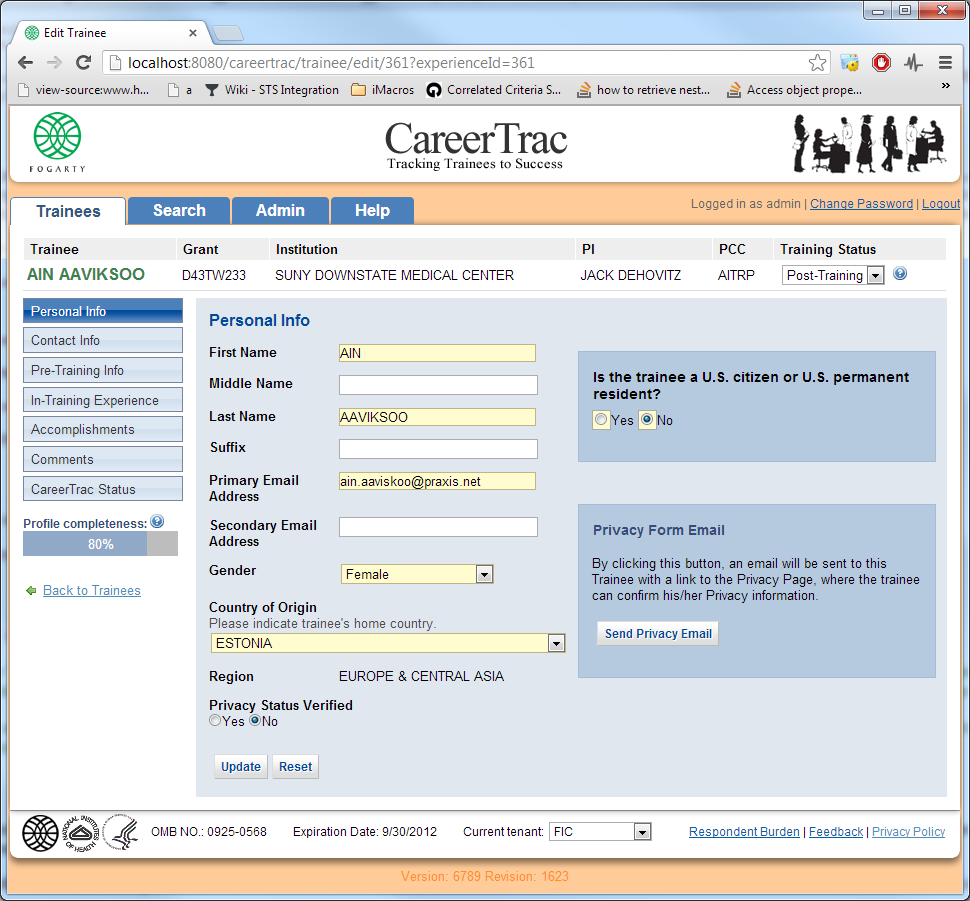 Edit Trainee
localhost:8080/careertrac/trainee/edit/361?experienceId=361
view-source:www.h... a Wiki - STS Integration iMacros Correlated Criteria S... how to retrieve nest... Access object prope... »
FOGARTY
CareerTrac
Tracking Trainees to Success
Trainees Search Admin Help
Logged in as admin | Change Password | Logout
Trainee Grant Institution PI PCC Training Status
AIN AAVIKSOO D43TW233 SUNY DOWNSTATE MEDICAL CENTER JACK DEHOVITZ AITRP Post-Training ?
Personal Info
Contact Info
Pre-Training Info
In-Training Experience
Accomplishments
Comments
CareerTrac Status
Profile completeness: ?
80%
Back to Trainees
Personal Info
First Name AIN
Middle Name
Last Name AAVIKSOO
Suffix
Primary Email
Address
ain.aaviskoo@praxis.net
Secondary Email
Address
Gender Female
Country of Origin
Please indicate trainee's home country.
ESTONIA
Region EUROPE & CENTRAL ASIA
Privacy Status Verified
Yes No
Update Reset
Is the trainee a U.S. citizen or U.S. permanent
resident?
Yes No
Privacy Form Email
By clicking this button, an email will be sent to this
Trainee with a link to the Privacy Page, where the trainee
can confirm his/her Privacy information.
Send Privacy Email
NATIONAL INSTITUTES OF HEALTH
OMB NO.: 0925-0568 Expiration Date: 9/30/2012 Current tenant: FIC Respondent Burden | Feedback | Privacy Policy
Version: 6789 Revision: 1623